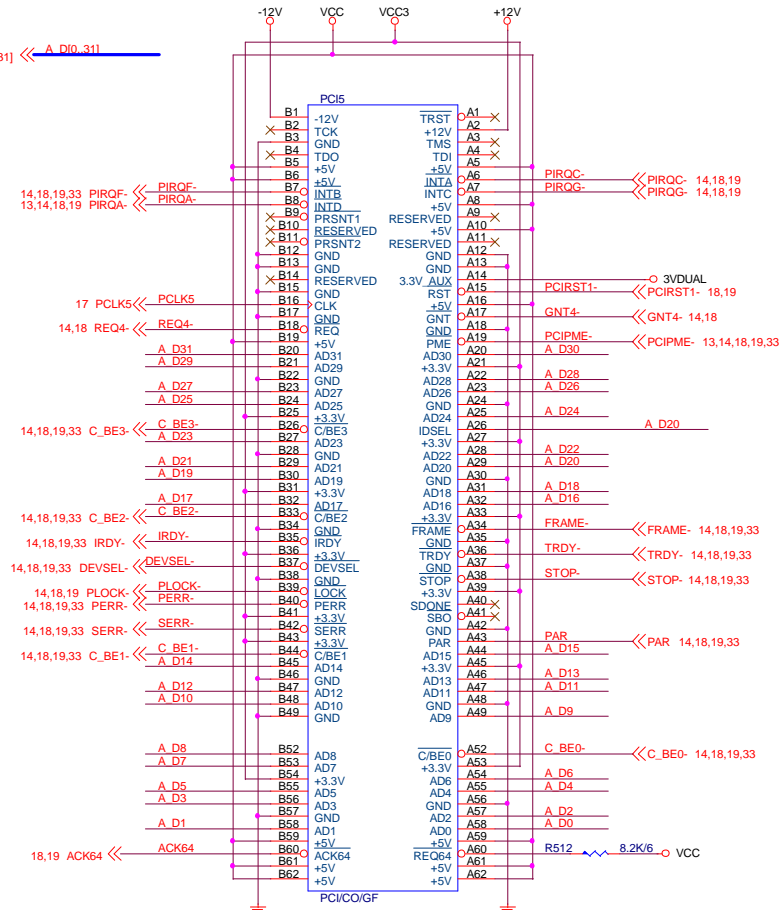 -12V VCC VCC3 +12V
31] A_D[0..31]
PCI5
B1 -12V TRST A1
B2 TCK +12V A2
B3 GND TMS A3
B4 TDO TDI A4
B5 +5V +5V A5
B6 +5V INTA A6 PIRQC- PIRQC- 14,18,19
14,18,19,33 PIRQF- PIRQF- B7 INTB INTC A7 PIRQG- PIRQG- 14,18,19
13,14,18,19 PIRQA- PIRQA- B8 INTD +5V A8
B9 PRSNT1 RESERVED A9
B10 RESERVED +5V A10
B11 PRSNT2 RESERVED A11
B12 GND GND A12
B13 GND GND A13
B14 RESERVED 3.3V_AUX A14 3VDUAL
B15 GND RST A15 PCIRST1- PCIRST1- 18,19
17 PCLK5 PCLK5 B16 CLK +5V A16
B17 GND GNT A17 GNT4- GNT4- 14,18
14,18 REQ4- REQ4- B18 REQ GND A18
B19 +5V PME A19 PCIPME- PCIPME- 13,14,18,19,33
A_D31 B20 AD31 AD30 A20 A_D30
A_D29 B21 AD29 +3.3V A21
B22 GND AD28 A22 A_D28
A_D27 B23 AD27 AD26 A23 A_D26
A_D25 B24 AD25 GND A24
B25 +3.3V AD24 A25 A_D24
14,18,19,33 C_BE3- C_BE3- B26 C/BE3 IDSEL A26 A_D20
A_D23 B27 AD23 +3.3V A27
B28 GND AD22 A28 A_D22
A_D21 B29 AD21 AD20 A29 A_D20
A_D19 B30 AD19 GND A30
B31 +3.3V AD18 A31 A_D18
A_D17 B32 AD17 AD16 A32 A_D16
14,18,19,33 C_BE2- C_BE2- B33 C/BE2 +3.3V A33
B34 GND FRAME A34 FRAME- FRAME- 14,18,19,33
14,18,19,33 IRDY- IRDY- B35 IRDY GND A35
B36 +3.3V TRDY A36 TRDY- TRDY- 14,18,19,33
14,18,19,33 DEVSEL- DEVSEL- B37 DEVSEL GND A37
B38 GND STOP A38 STOP- STOP- 14,18,19,33
14,18,19 PLOCK- PLOCK- B39 LOCK +3.3V A39
14,18,19,33 PERR- PERR- B40 PERR SDONE A40
B41 +3.3V SBO A41
14,18,19,33 SERR- SERR- B42 SERR GND A42
B43 +3.3V PAR A43 PAR PAR 14,18,19,33
14,18,19,33 C_BE1- C_BE1- B44 C/BE1 AD15 A44 A_D15
A_D14 B45 AD14 +3.3V A45
B46 GND AD13 A46 A_D13
A_D12 B47 AD12 AD11 A47 A_D11
A_D10 B48 AD10 GND A48
B49 GND AD9 A49 A_D9
A_D8 B52 AD8 C/BE0 A52 C_BE0- C_BE0- 14,18,19,33
A_D7 B53 AD7 +3.3V A53
B54 +3.3V AD6 A54 A_D6
A_D5 B55 AD5 AD4 A55 A_D4
A_D3 B56 AD3 GND A56
B57 GND AD2 A57 A_D2
A_D1 B58 AD1 AD0 A58 A_D0
B59 +5V +5V A59
18,19 ACK64 ACK64 B60 ACK64 REQ64 A60 R512 8.2K/6 VCC
B61 +5V +5V A61
B62 +5V +5V A62
PCI/CO/GF